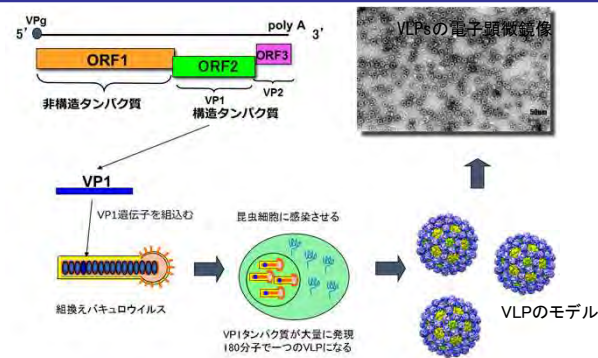 VPg
poly A
5’
3’
ORF1
ORF2
ORF3
非構造タンパク質
VP1
構造タンパク質
VP2
VLPsの電子顕微鏡像
50nm
VP1
VP1遺伝子を組込む
組換えバキュロウイルス
昆虫細胞に感染させる
VP1タンパク質が大量に発現
180分子で一つのVLPになる
VLPのモデル